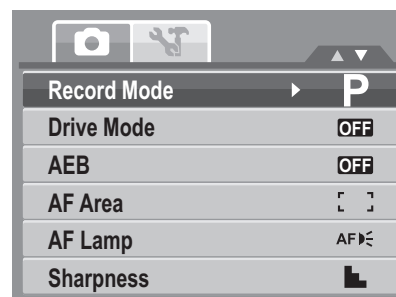 Record Mode P
Drive Mode OFF
AEB OFF
AF Area
AF Lamp AF
Sharpness